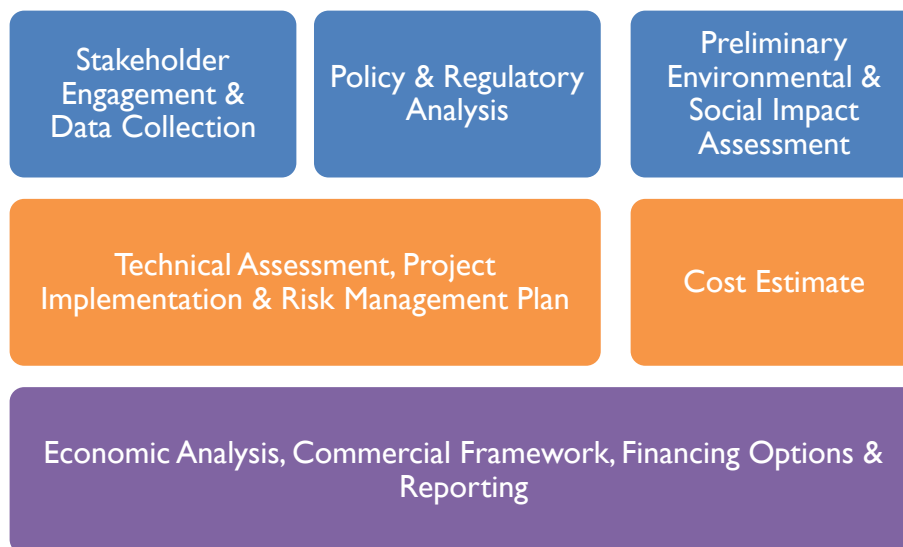 Stakeholder
Engagement &
Data Collection
Policy & Regulatory
Analysis
Preliminary
Environmental &
Social Impact
Assessment
Technical Assessment, Project
Implementation & Risk Management Plan
Cost Estimate
Economic Analysis, Commercial Framework, Financing Options &
Reporting